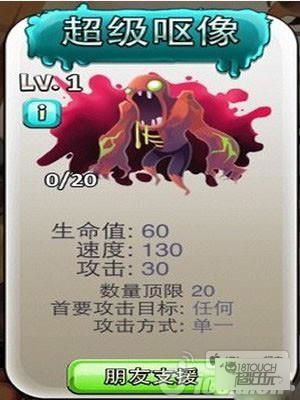 超级呕像
LV. 1
i
0/20
生命值: 60
速度: 130
攻击: 30
数量顶限 20
首要攻击目标: 任何
攻击方式: 单一
朋友支援
18TOUCH